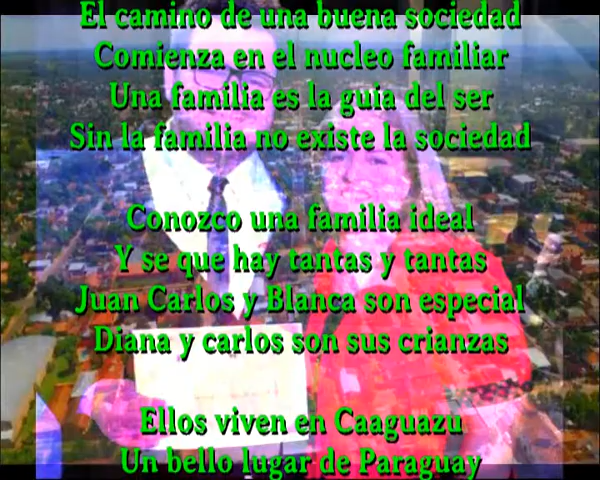 El camino de una buena sociedad
Comienza en el nucleo familiar
Una familia es la guia del ser
Sin la familia no existe la sociedad
Conozco una familia ideal
Y se que hay tantas y tantas
Juan Carlos y Blanca son especial
Diana y carlos son sus crianzas
Ellos viven en Caaguazu
Un bello lugar de Paraguay